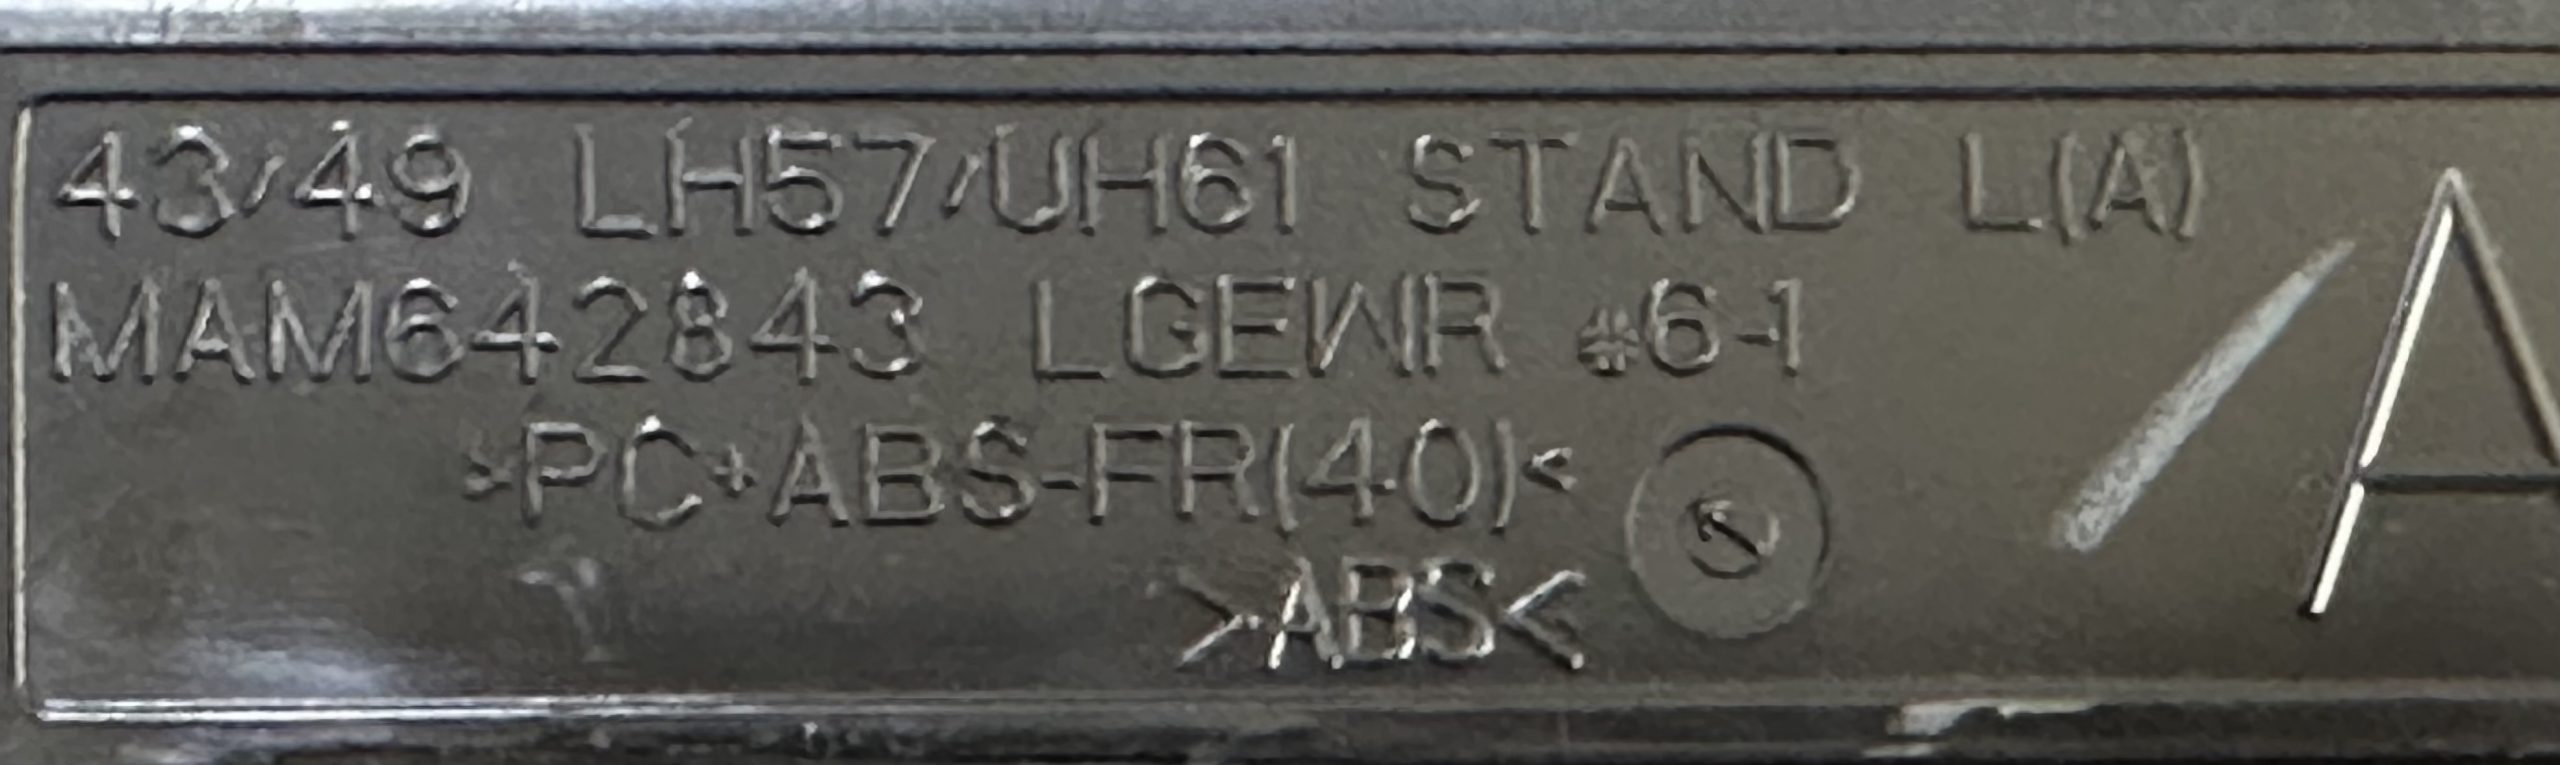 43/49 LH57/UH61 STAND L(A)
MAM642843 LGEWR #6-1
>PC+ABS-FR(40)<
>ABS<
A